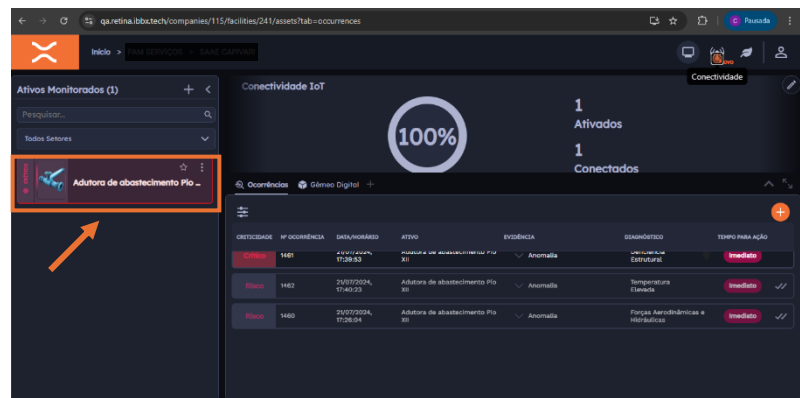 qa.retina.ibbx.tech/companies/115/facilities/241/assets?tab=occurrences
C Pausada
Início >
Conectividade
Ativos Monitorados (1)
Pesquisar...
Todos Setores
Adutora de abastecimento Pio ...
Conectividade IoT
100%
1
Ativados
1
Conectados
Ocorrências Gêmeo Digital +
CRITICIDADE Nº OCORRÊNCIA DATA/HORÁRIO ATIVO EVIDÊNCIA DIAGNÓSTICO TEMPO PARA AÇÃO
Crítico 1461 21/07/2024, 17:39:53 Adutora de abastecimento Pio XII Anomalia Deficiência Estrutural Imediato
Risco 1462 21/07/2024, 17:40:23 Adutora de abastecimento Pio XII Anomalia Temperatura Elevada Imediato
Risco 1460 21/07/2024, 17:26:04 Adutora de abastecimento Pio XII Anomalia Forças Aerodinâmicas e Hidráulicas Imediato